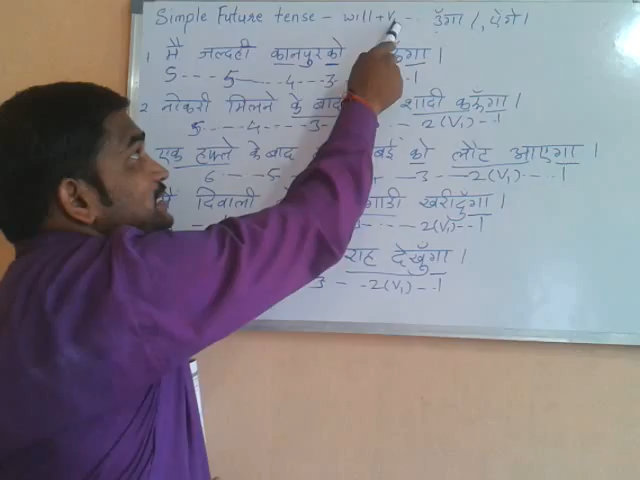 Simple Future tense - will + V₁ -- ऊँगा /, ऐंगे /
1 मै जल्दही कानपुर को ऊँगा |
5 --- 5 --- 4 --- 3 --- 1
2 नोकरी मिलने के बाद शादी करूँगा |
5 --- 4 --- 3 --- 2 (V₁) --- 1
एक हफ्ते के बाद को लौट आएगा |
6 --- 5 --- 3 --- 2 (V₁) --- 1
मै दिवाली गाडी खरीदुँगा |
2 (V₁) -- 1
राह देखुँगा |
3 -- 2 (V₁) -- 1